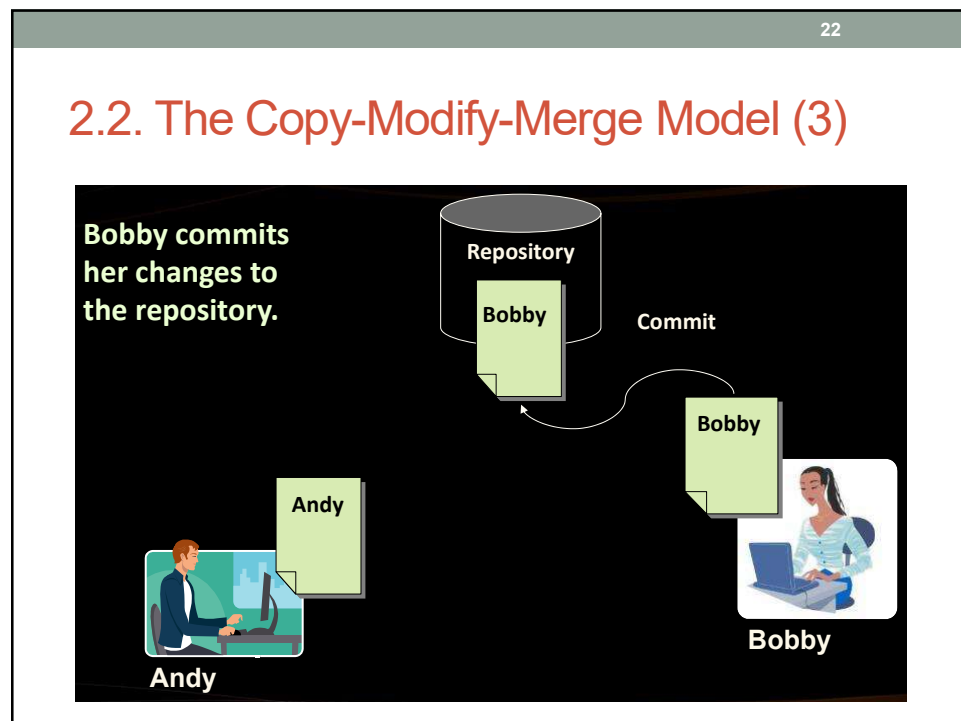 22
2.2. The Copy-Modify-Merge Model (3)
Bobby commits
her changes to
the repository.
Repository
Bobby
Commit
Bobby
Andy
Bobby
Andy